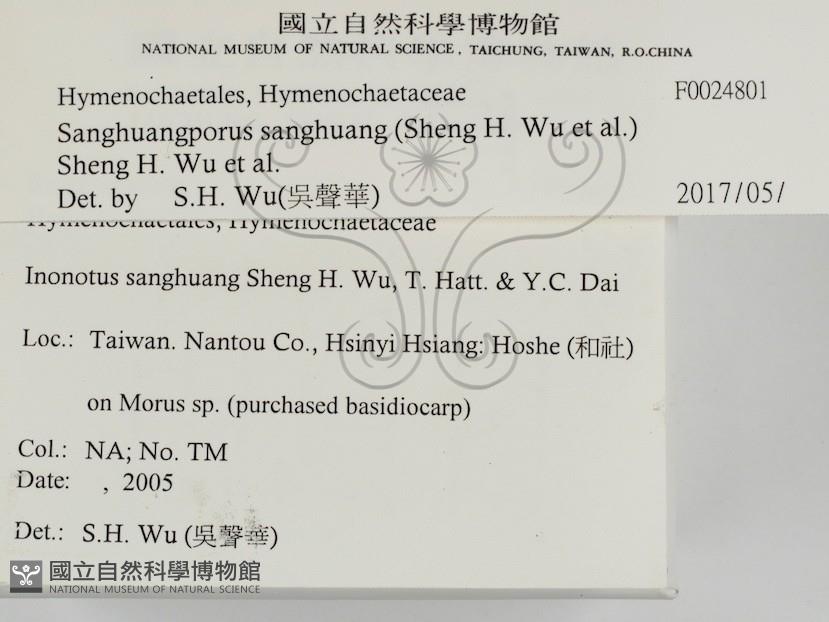 國立自然科學博物館
NATIONAL MUSEUM OF NATURAL SCIENCE, TAICHUNG, TAIWAN, R.O.CHINA
Hymenochaetales, Hymenochaetaceae F0024801
Sanghuangporus sanghuang (Sheng H. Wu et al.)
Sheng H. Wu et al.
Det. by S.H. Wu(吳聲華) 2017/05/
Hymenochaetales, Hymenochaetaceae
Inonotus sanghuang Sheng H. Wu, T. Hatt. & Y.C. Dai
Loc.: Taiwan. Nantou Co., Hsinyi Hsiang: Hoshe (和社)
on Morus sp. (purchased basidiocarp)
Col.: NA; No. TM
Date: , 2005
Det.: S.H. Wu (吳聲華)
國立自然科學博物館
NATIONAL MUSEUM OF NATURAL SCIENCE